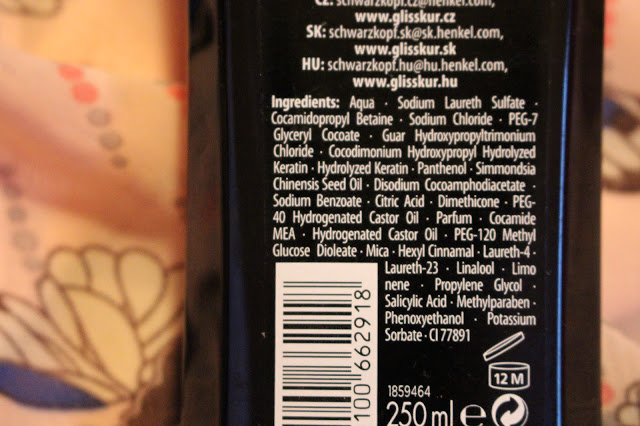 CZ: schwarzkopf.cz@henkel.com,
www.glisskur.cz
SK: schwarzkopf.sk@sk.henkel.com,
www.glisskur.sk
HU: schwarzkopf.hu@hu.henkel.com,
www.glisskur.hu
Ingredients: Aqua · Sodium Laureth Sulfate ·
Cocamidopropyl Betaine · Sodium Chloride · PEG-7
Glyceryl Cocoate · Guar Hydroxypropyltrimonium
Chloride · Cocodimonium Hydroxypropyl Hydrolyzed
Keratin · Hydrolyzed Keratin · Panthenol · Simmondsia
Chinensis Seed Oil · Disodium Cocoamphodiacetate ·
Sodium Benzoate · Citric Acid · Dimethicone · PEG-
40 Hydrogenated Castor Oil · Parfum · Cocamide
MEA · Hydrogenated Castor Oil · PEG-120 Methyl
Glucose Dioleate · Mica · Hexyl Cinnamal · Laureth-4 ·
Laureth-23 · Linalool · Limo
nene · Propylene Glycol ·
Salicylic Acid · Methylparaben ·
Phenoxyethanol · Potassium
Sorbate · CI 77891
12 M
1859464
250 ml e
100 662918